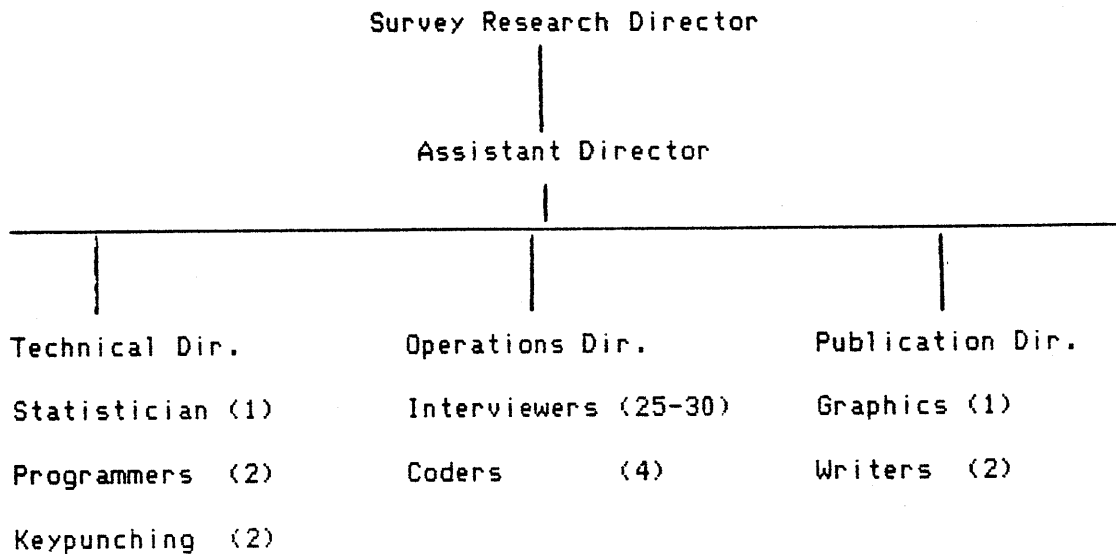 Survey Research Director
Assistant Director
Technical Dir.
Statistician (1)
Programmers (2)
Keypunching (2)
Operations Dir.
Interviewers (25-30)
Coders (4)
Publication Dir.
Graphics (1)
Writers (2)